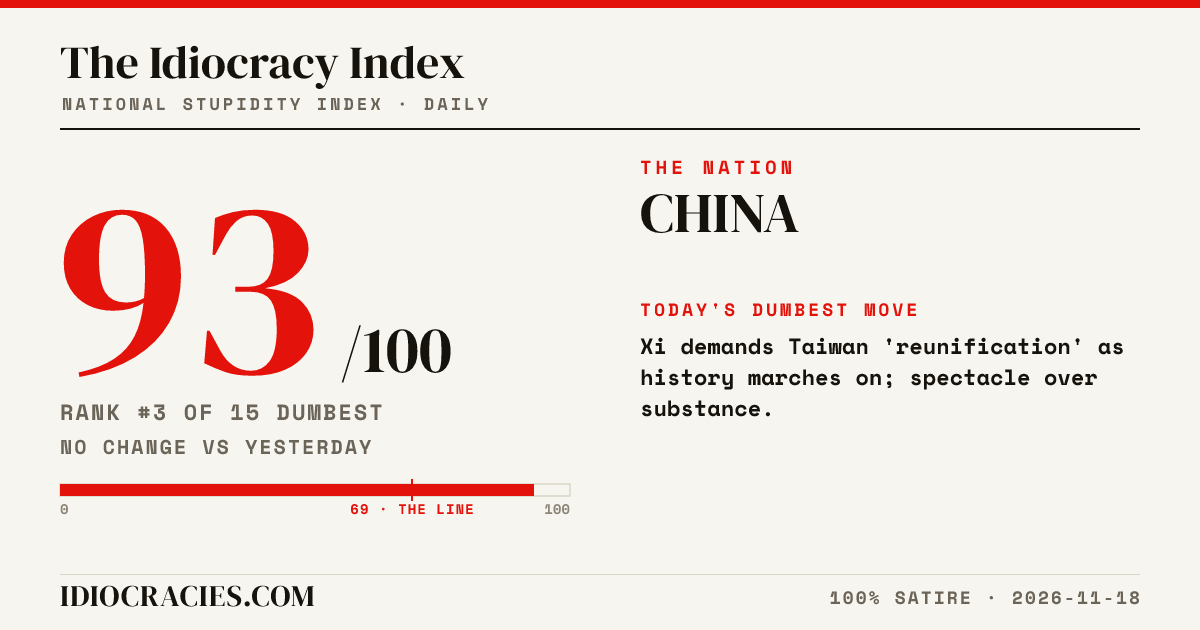 The Idiocracy Index
NATIONAL STUPIDITY INDEX · DAILY
93 /100
RANK #3 OF 15 DUMBEST
NO CHANGE VS YESTERDAY
0
69 · THE LINE
100
THE NATION
CHINA
TODAY'S DUMBEST MOVE
Xi demands Taiwan 'reunification' as
history marches on; spectacle over
substance.
IDIOCRACIES.COM
100% SATIRE · 2026-11-18